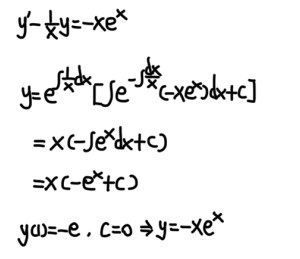 y' - 1/x y = -xe^x
y = e^{∫1/x dx} [∫e^{-∫dx/x} (-xe^x) dx + c]
= x (-∫e^x dx + c)
= x (-e^x + c)
y(1) = -e , c = 0 ⇒ y = -xe^x